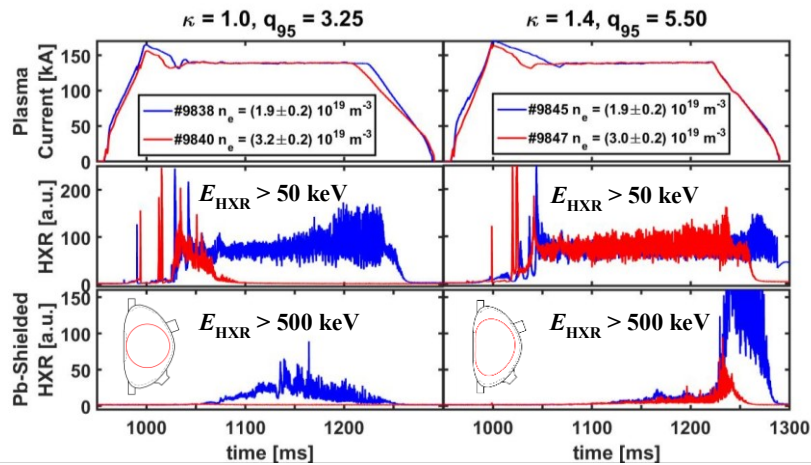 κ = 1.0, q95 = 3.25
κ = 1.4, q95 = 5.50
Plasma
Current [kA]
150
100
50
0
#9838 ne = (1.9±0.2) 10^19 m^-3
#9840 ne = (3.2±0.2) 10^19 m^-3
#9845 ne = (1.9±0.2) 10^19 m^-3
#9847 ne = (3.0±0.2) 10^19 m^-3
HXR [a.u.]
200
100
0
EHXR > 50 keV
EHXR > 50 keV
Pb-Shielded
HXR [a.u.]
150
100
50
0
EHXR > 500 keV
EHXR > 500 keV
1000 1100 1200
1000 1100 1200 1300
time [ms]
time [ms]